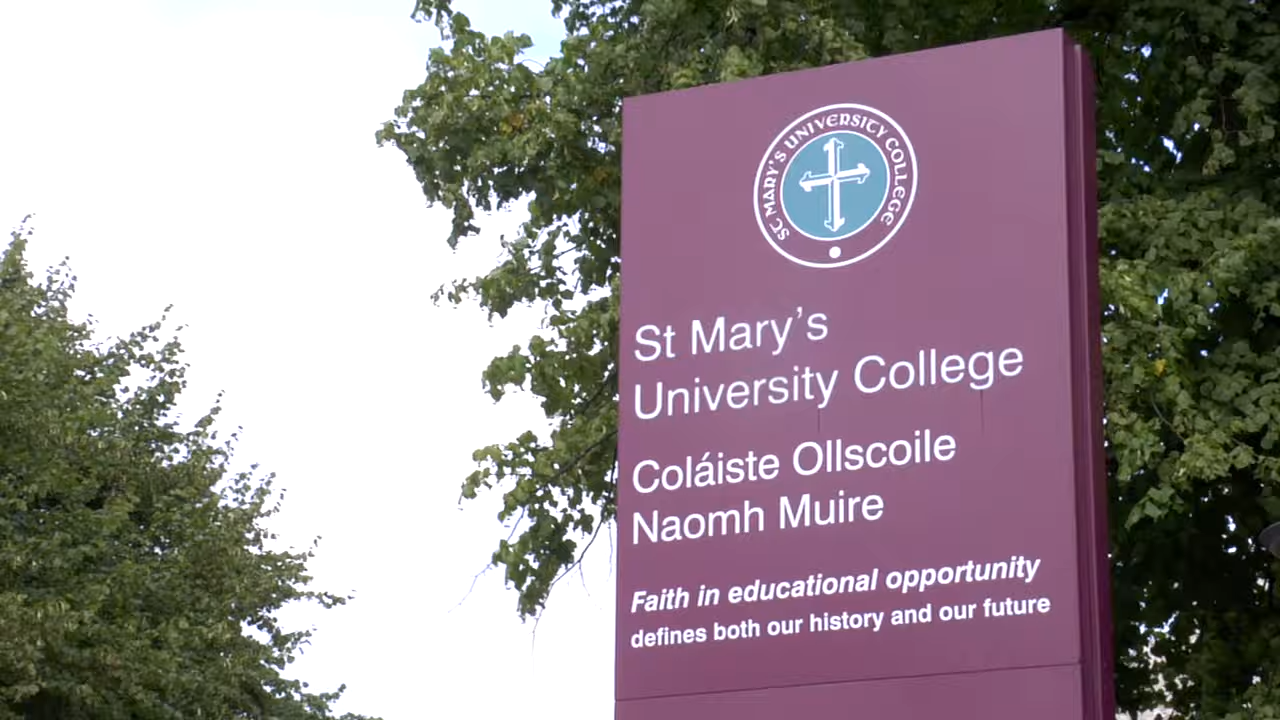 ST. MARY'S UNIVERSITY COLLEGE
St Mary's
University College
Coláiste Ollscoile
Naomh Muire
Faith in educational opportunity
defines both our history and our future